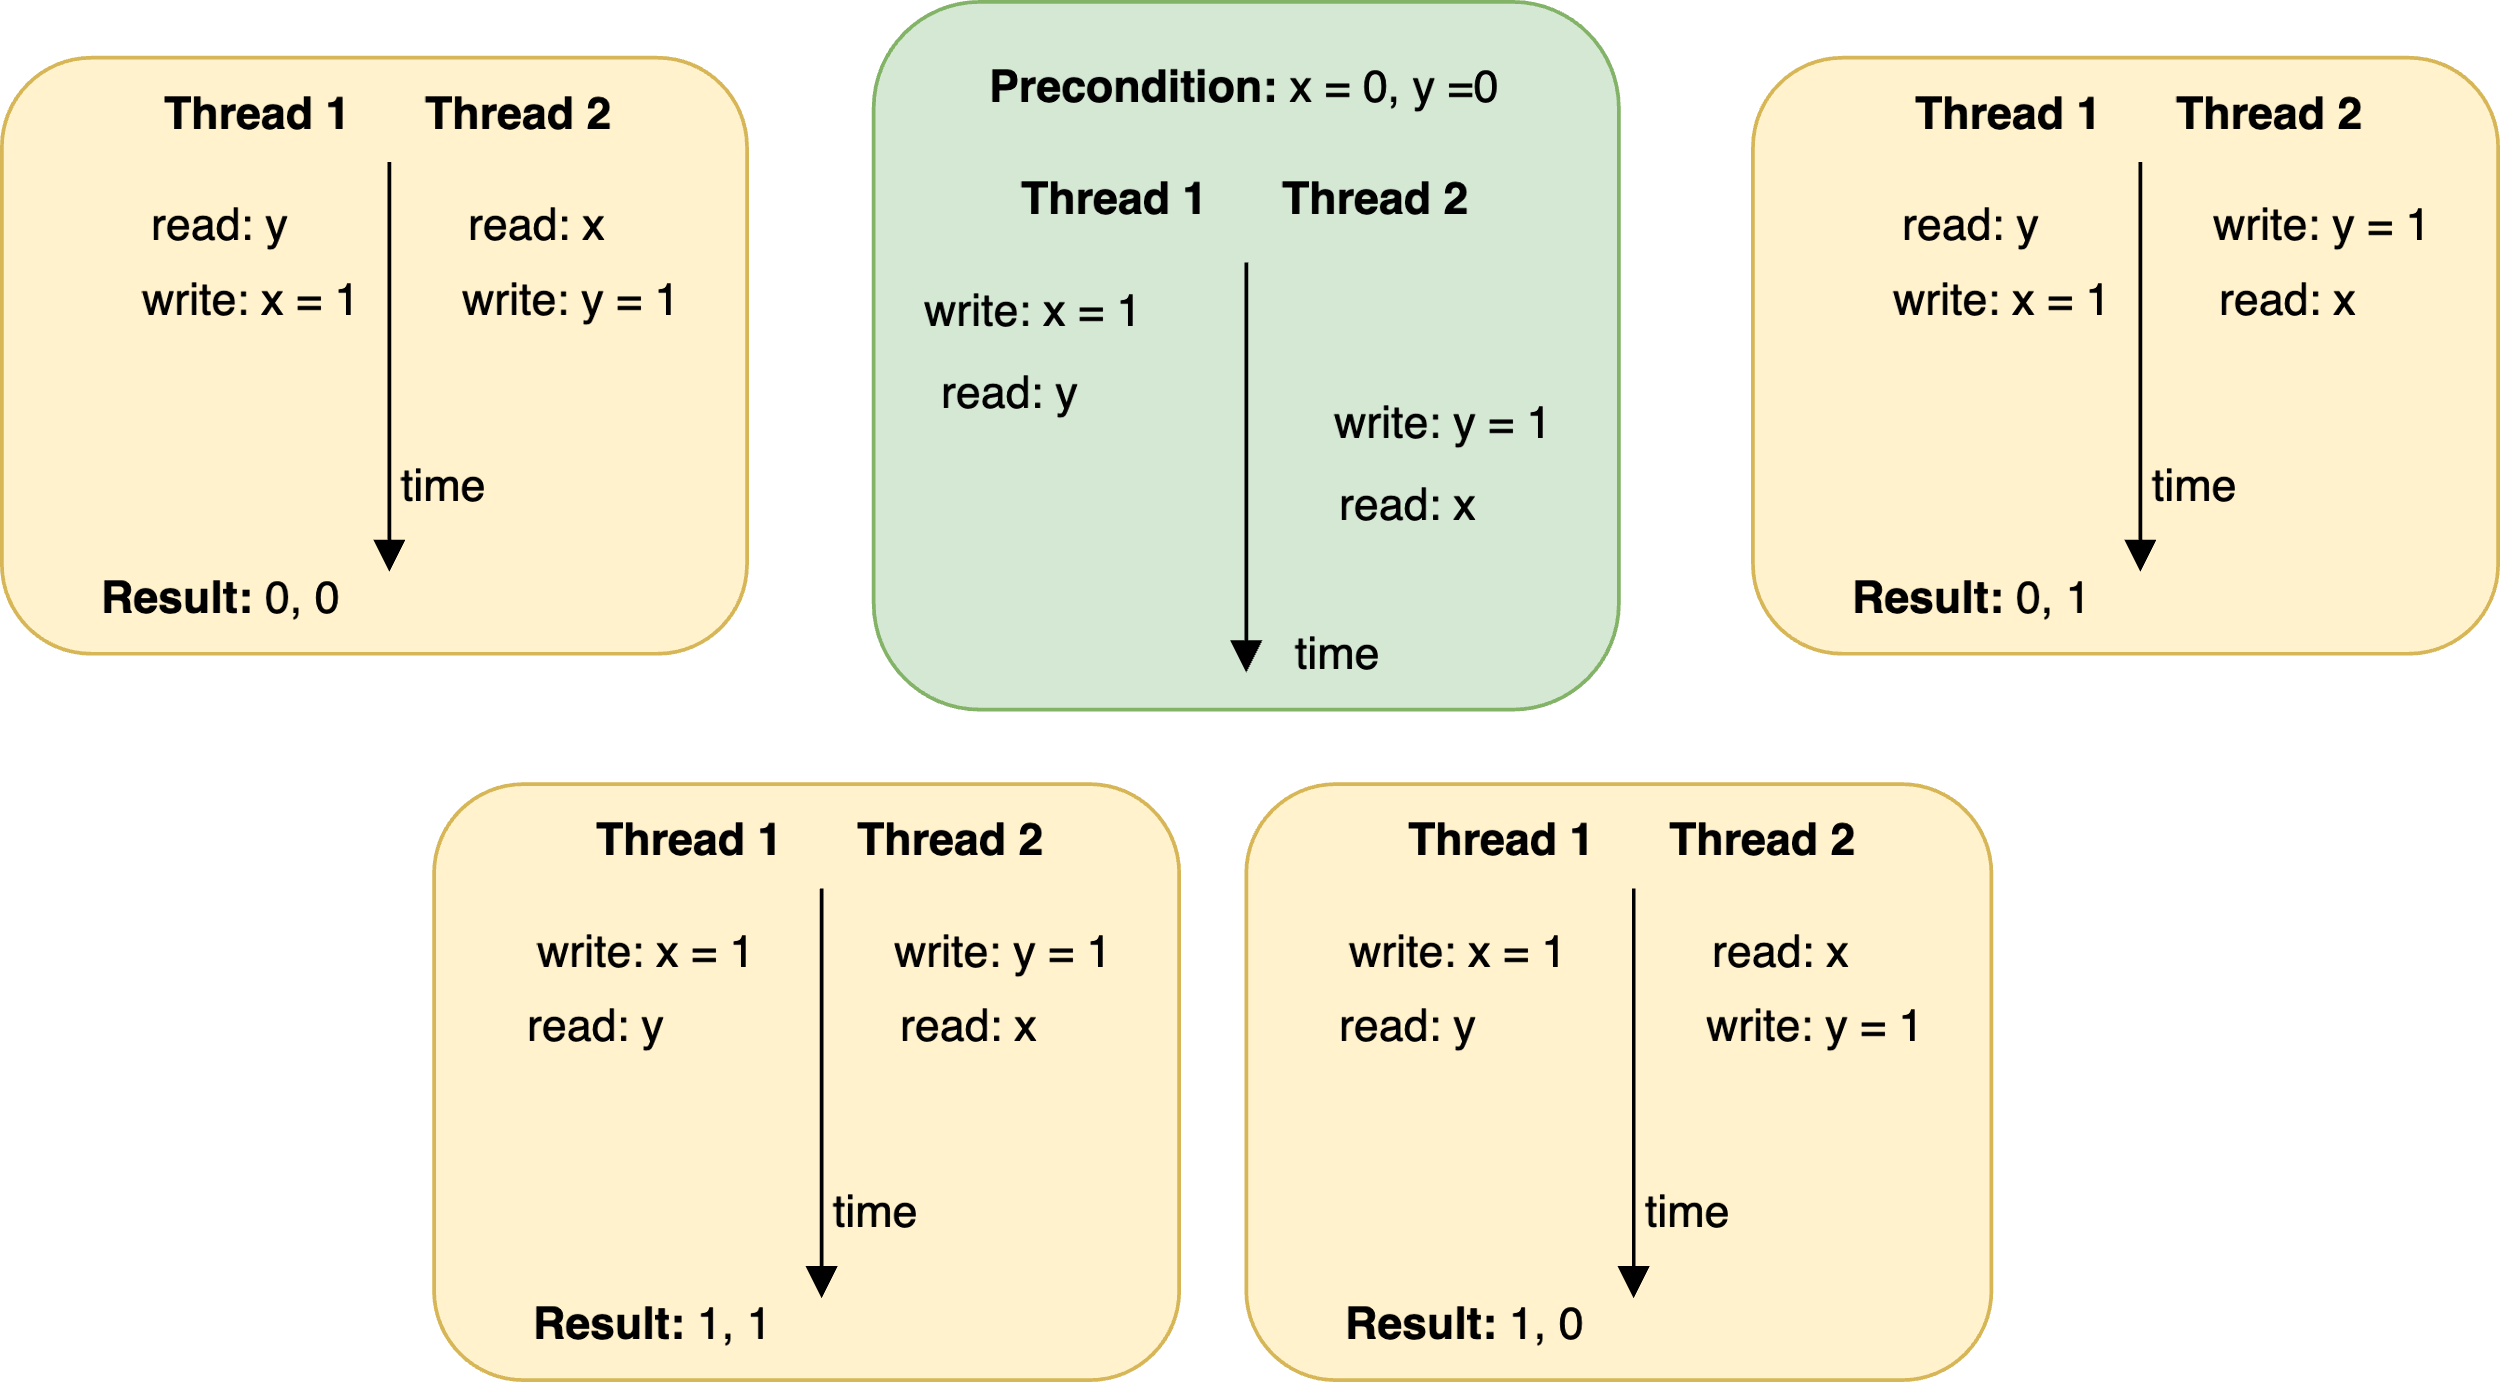 Thread 1 Thread 2
read: y read: x
write: x = 1 write: y = 1
time
Result: 0, 0
Precondition: x = 0, y =0
Thread 1 Thread 2
write: x = 1
read: y
write: y = 1
read: x
time
Thread 1 Thread 2
read: y write: y = 1
write: x = 1 read: x
time
Result: 0, 1
Thread 1 Thread 2
write: x = 1 write: y = 1
read: y read: x
time
Result: 1, 1
Thread 1 Thread 2
write: x = 1 read: x
read: y write: y = 1
time
Result: 1, 0